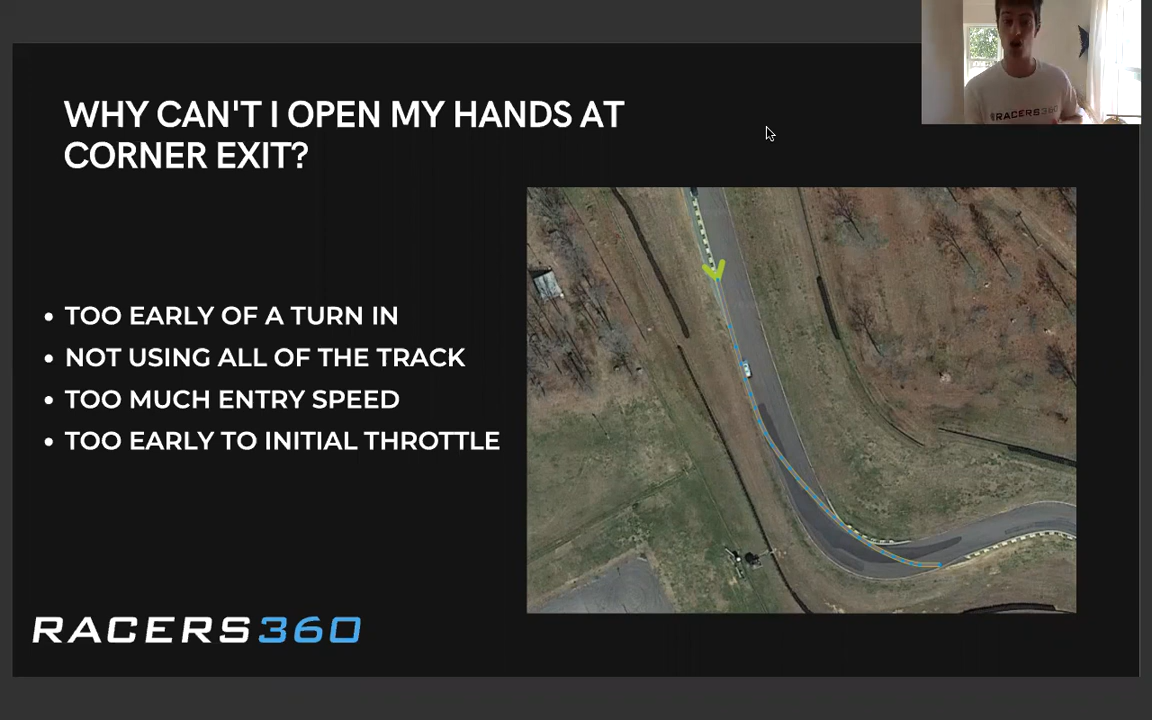 WHY CAN'T I OPEN MY HANDS AT
CORNER EXIT?
• TOO EARLY OF A TURN IN
• NOT USING ALL OF THE TRACK
• TOO MUCH ENTRY SPEED
• TOO EARLY TO INITIAL THROTTLE
RACERS360
RACERS360